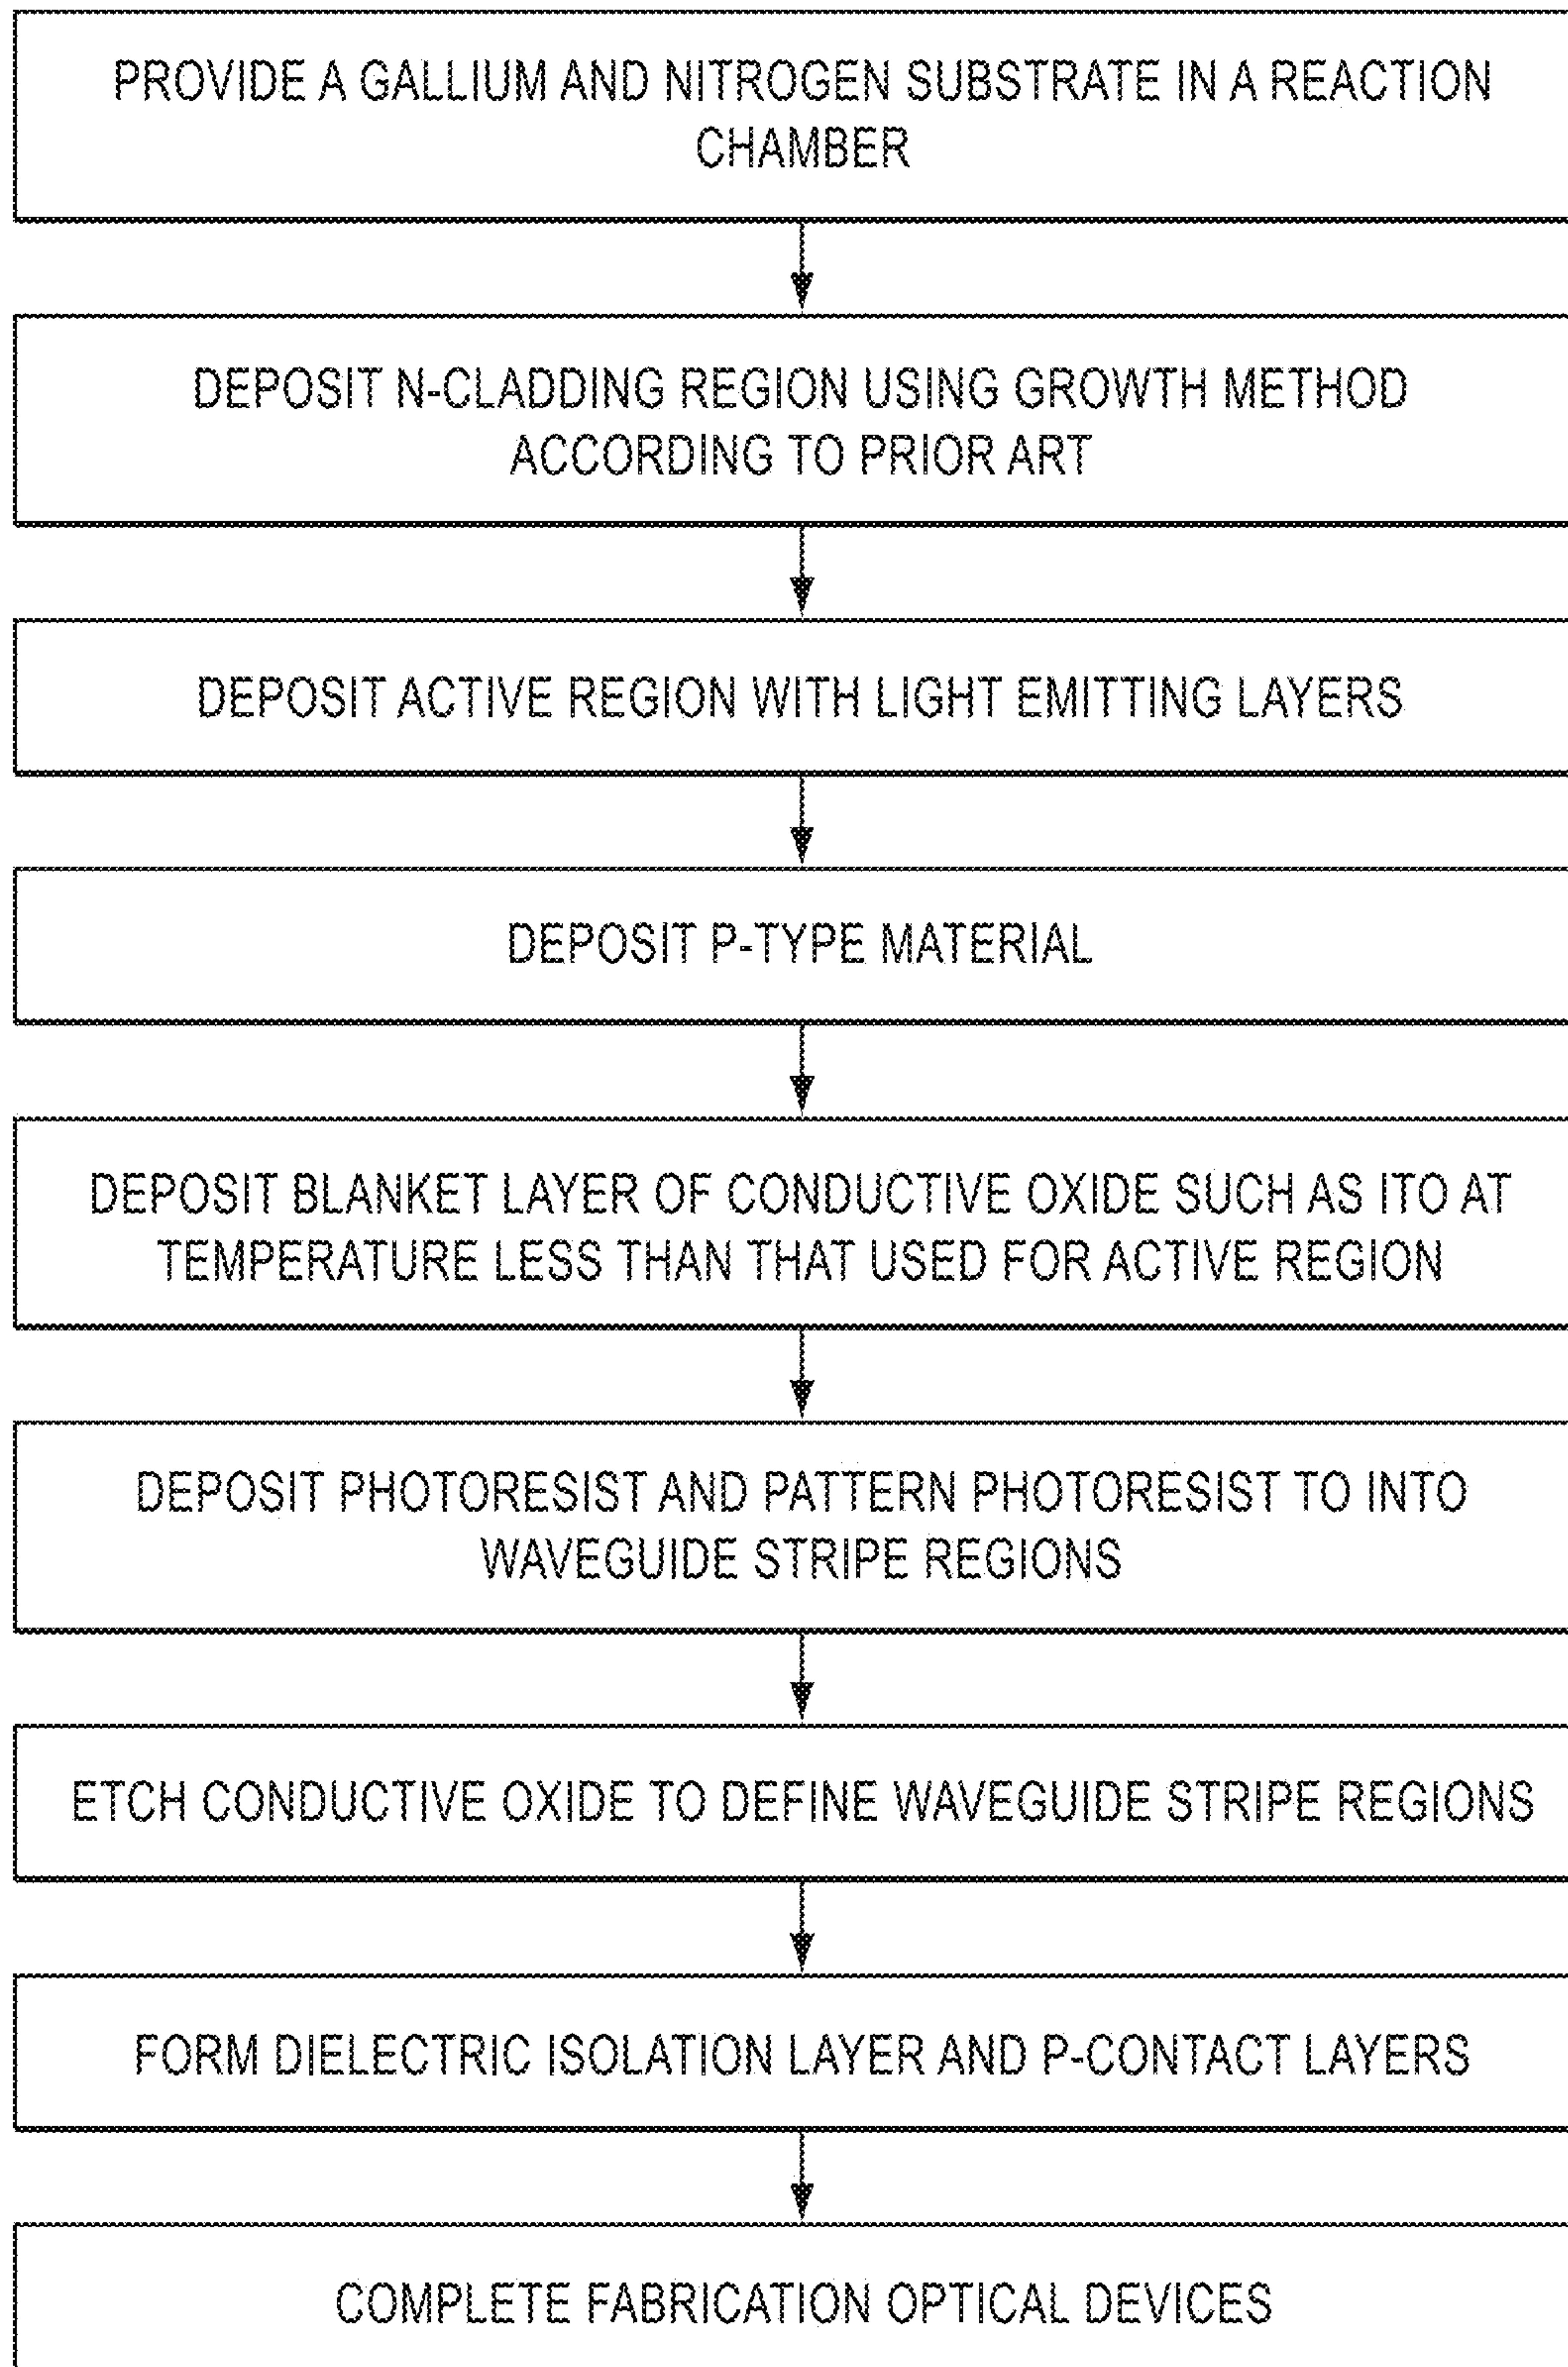 PROVIDE A GALLIUM AND NITROGEN SUBSTRATE IN A REACTION
CHAMBER
DEPOSIT N-CLADDING REGION USING GROWTH METHOD
ACCORDING TO PRIOR ART
DEPOSIT ACTIVE REGION WITH LIGHT EMITTING LAYERS
DEPOSIT P-TYPE MATERIAL
DEPOSIT BLANKET LAYER OF CONDUCTIVE OXIDE SUCH AS ITO AT
TEMPERATURE LESS THAN THAT USED FOR ACTIVE REGION
DEPOSIT PHOTORESIST AND PATTERN PHOTORESIST TO INTO
WAVEGUIDE STRIPE REGIONS
ETCH CONDUCTIVE OXIDE TO DEFINE WAVEGUIDE STRIPE REGIONS
FORM DIELECTRIC ISOLATION LAYER AND P-CONTACT LAYERS
COMPLETE FABRICATION OPTICAL DEVICES